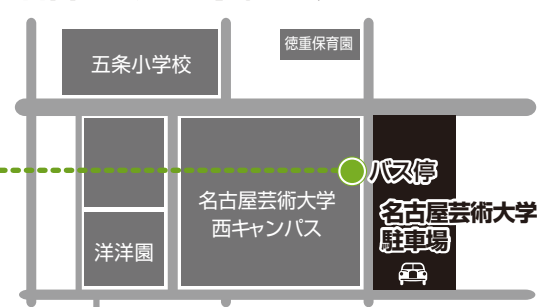 徳重保育園
五条小学校
バス停
名古屋芸術大学
西キャンパス
名古屋芸術大学
駐車場
洋洋園